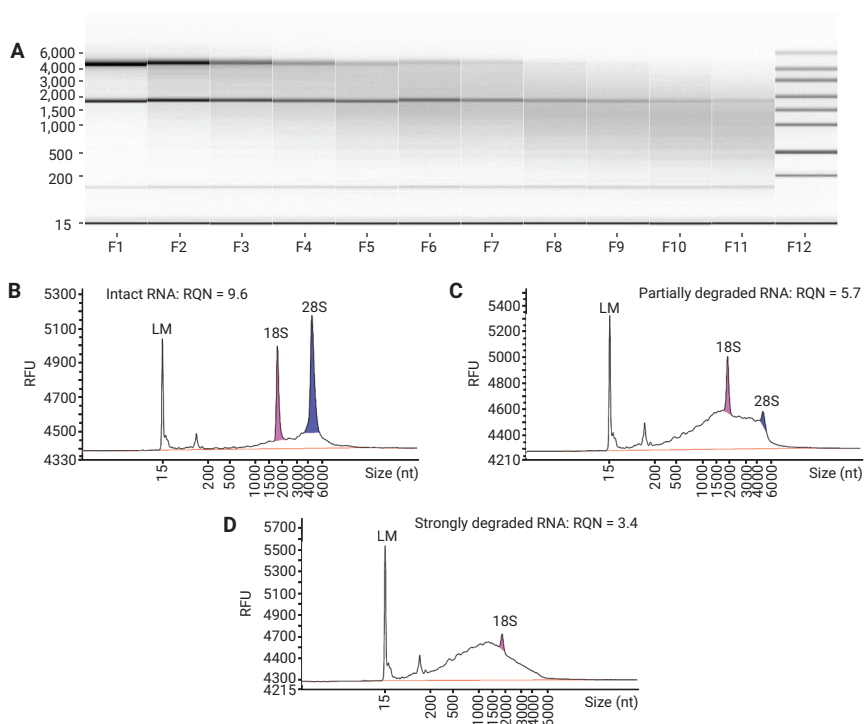 A
6,000
4,000
3,000
2,000
1,500
1,000
500
200
15
F1 F2 F3 F4 F5 F6 F7 F8 F9 F10 F11 F12
B
Intact RNA: RQN = 9.6
RFU
5300
5100
4900
4700
4500
4330
LM
18S
28S
15 200 500 1000 1500 2000 3000 4000 6000
Size (nt)
C
Partially degraded RNA: RQN = 5.7
RFU
5400
5200
5000
4800
4600
4400
4210
LM
18S
28S
15 200 500 1000 1500 2000 3000 4000 6000
Size (nt)
D
Strongly degraded RNA: RQN = 3.4
RFU
5700
5500
5300
5100
4900
4700
4400
4300
4215
LM
18S
15 200 500 1000 1500 2000 3000 4000 6000
Size (nt)